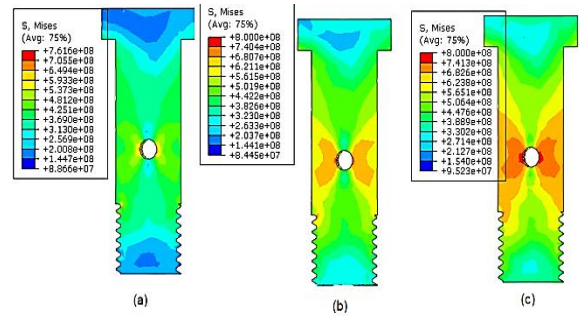 S, Mises
(Avg: 75%)
+7.616e+08
+7.055e+08
+6.494e+08
+5.933e+08
+5.373e+08
+4.812e+08
+4.251e+08
+3.690e+08
+3.130e+08
+2.569e+08
+2.008e+08
+1.447e+08
+8.866e+07
(a)
S, Mises
(Avg: 75%)
+8.000e+08
+7.404e+08
+6.807e+08
+6.211e+08
+5.615e+08
+5.019e+08
+4.422e+08
+3.826e+08
+3.230e+08
+2.633e+08
+2.037e+08
+1.441e+08
+8.445e+07
(b)
S, Mises
(Avg: 75%)
+8.000e+08
+7.413e+08
+6.826e+08
+6.238e+08
+5.651e+08
+5.064e+08
+4.476e+08
+3.889e+08
+3.302e+08
+2.714e+08
+2.127e+08
+1.540e+08
+9.523e+07
(c)